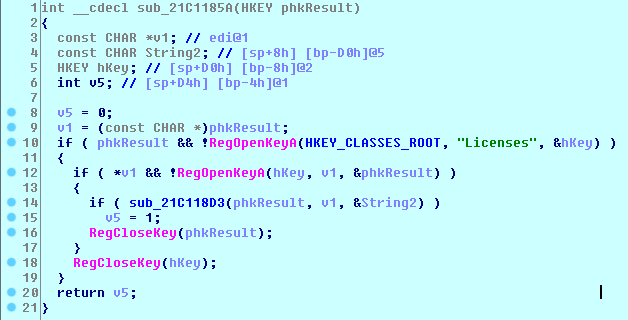 1 int __cdecl sub_21C1185A(HKEY phkResult)
2 {
3 const CHAR *v1; // edi@1
4 const CHAR String2; // [sp+8h] [bp-D0h]@5
5 HKEY hKey; // [sp+D0h] [bp-8h]@2
6 int v5; // [sp+D4h] [bp-4h]@1
7
8 v5 = 0;
9 v1 = (const CHAR *)phkResult;
10 if ( phkResult && !RegOpenKeyA(HKEY_CLASSES_ROOT, "Licenses", &hKey) )
11 {
12 if ( *v1 && !RegOpenKeyA(hKey, v1, &phkResult) )
13 {
14 if ( sub_21C118D3(phkResult, v1, &String2) )
15 v5 = 1;
16 RegCloseKey(phkResult);
17 }
18 RegCloseKey(hKey);
19 }
20 return v5;
21 }